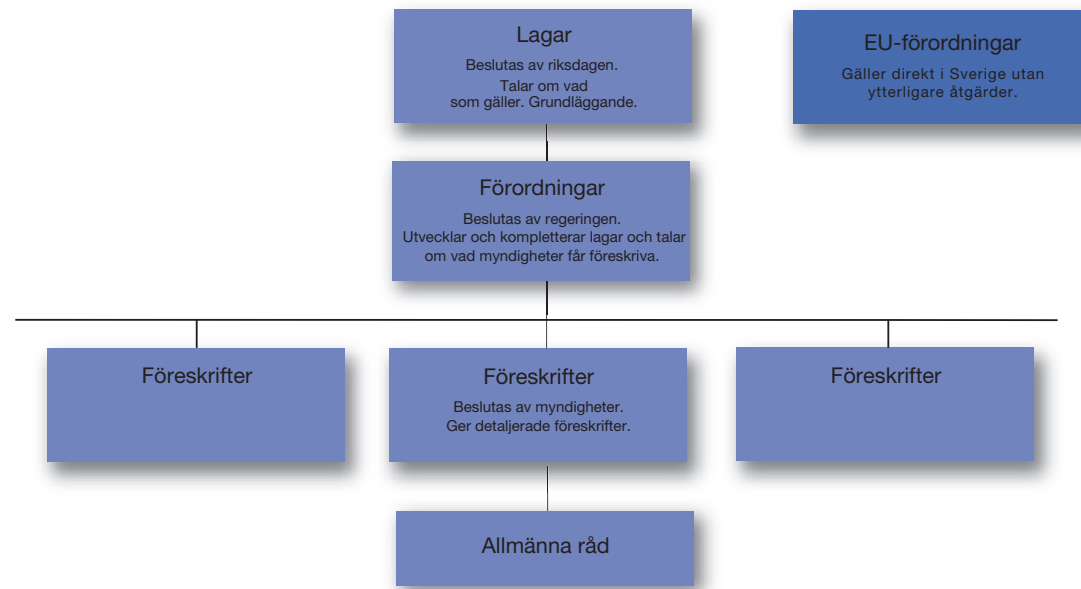 Lagar
Beslutas av riksdagen.
Talar om vad
som gäller. Grundläggande.
EU-förordningar
Gäller direkt i Sverige utan
ytterligare åtgärder.
Förordningar
Beslutas av regeringen.
Utvecklar och kompletterar lagar och talar
om vad myndigheter får föreskriva.
Föreskrifter
Föreskrifter
Beslutas av myndigheter.
Ger detaljerade föreskrifter.
Föreskrifter
Allmänna råd